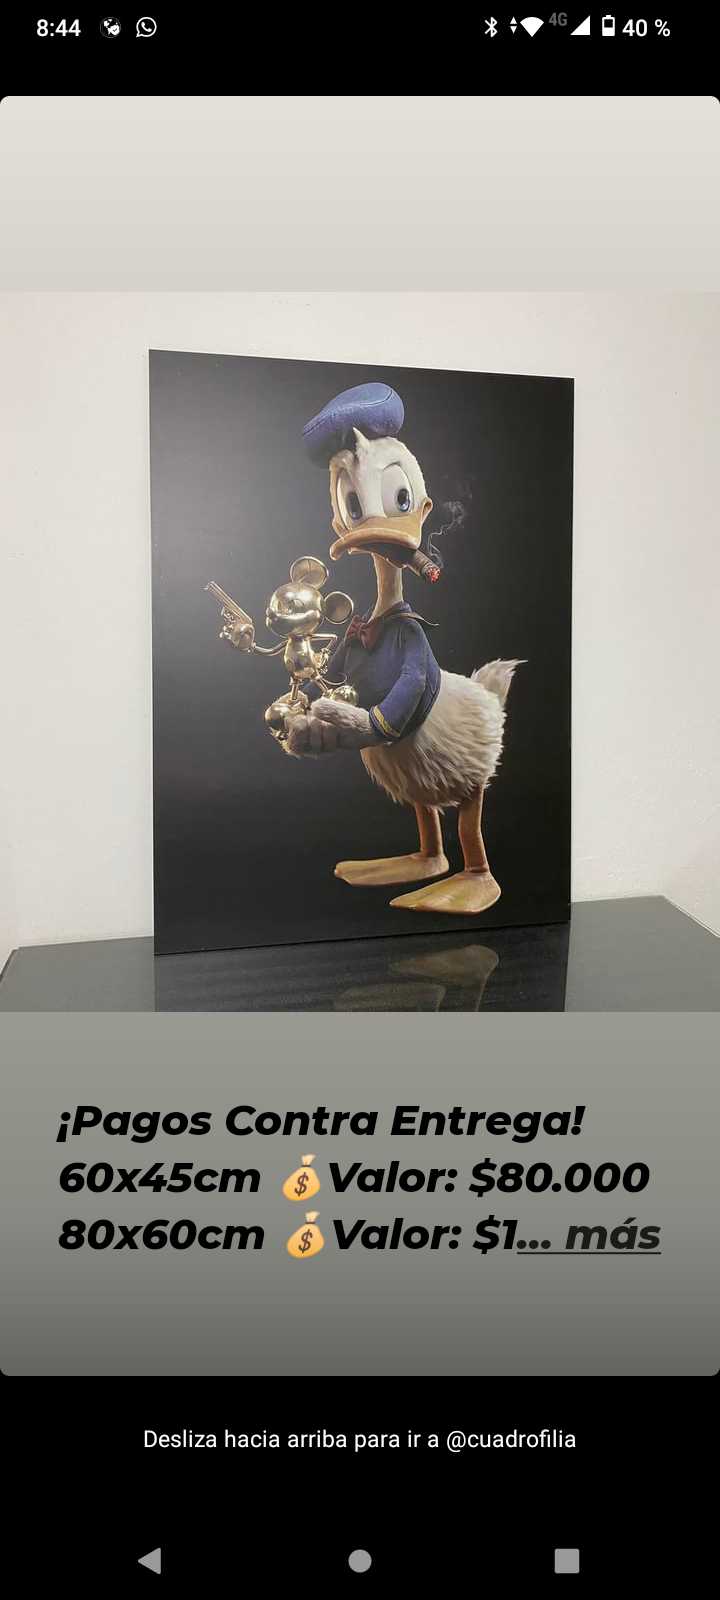 8:44
4G
40 %
¡Pagos Contra Entrega!
60x45cm 💰Valor: $80.000
80x60cm 💰Valor: $1... más
Desliza hacia arriba para ir a @cuadrofilia